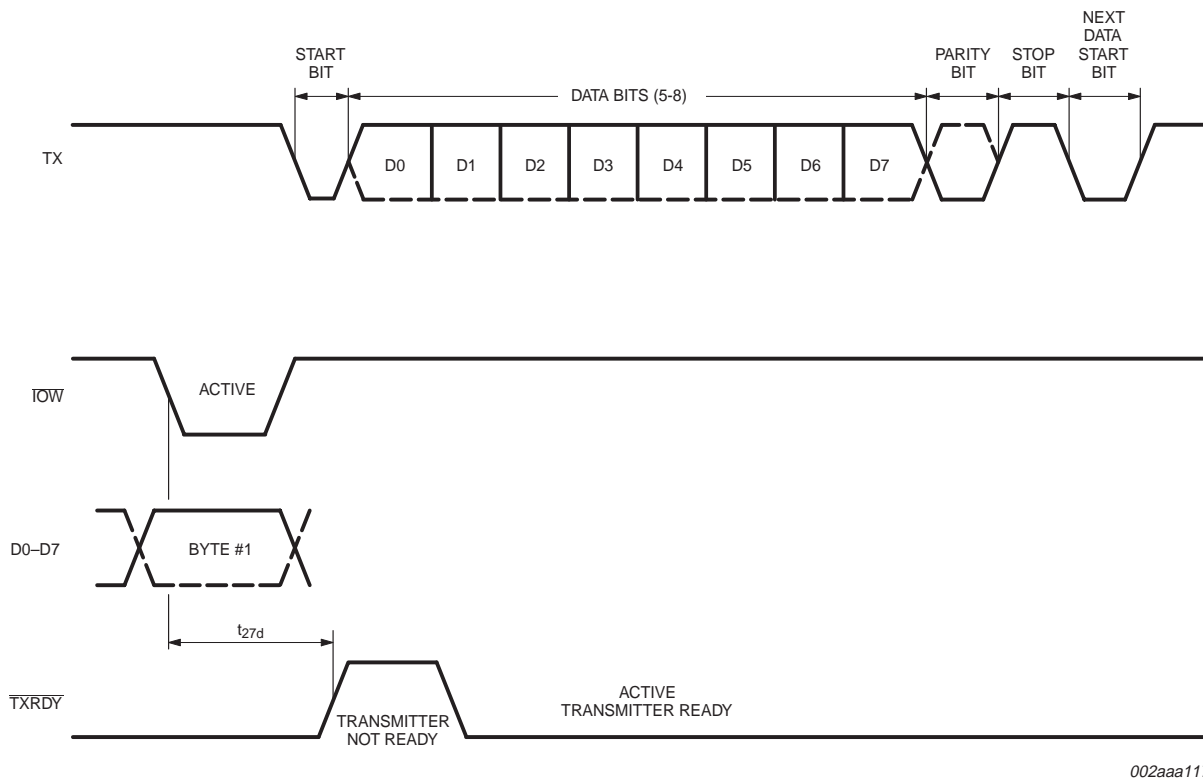 START
BIT
DATA BITS (5-8)
PARITY
BIT
STOP
BIT
NEXT
DATA
START
BIT
TX
D0 D1 D2 D3 D4 D5 D6 D7
IOW
ACTIVE
D0–D7
BYTE #1
t27d
TXRDY
TRANSMITTER
NOT READY
ACTIVE
TRANSMITTER READY